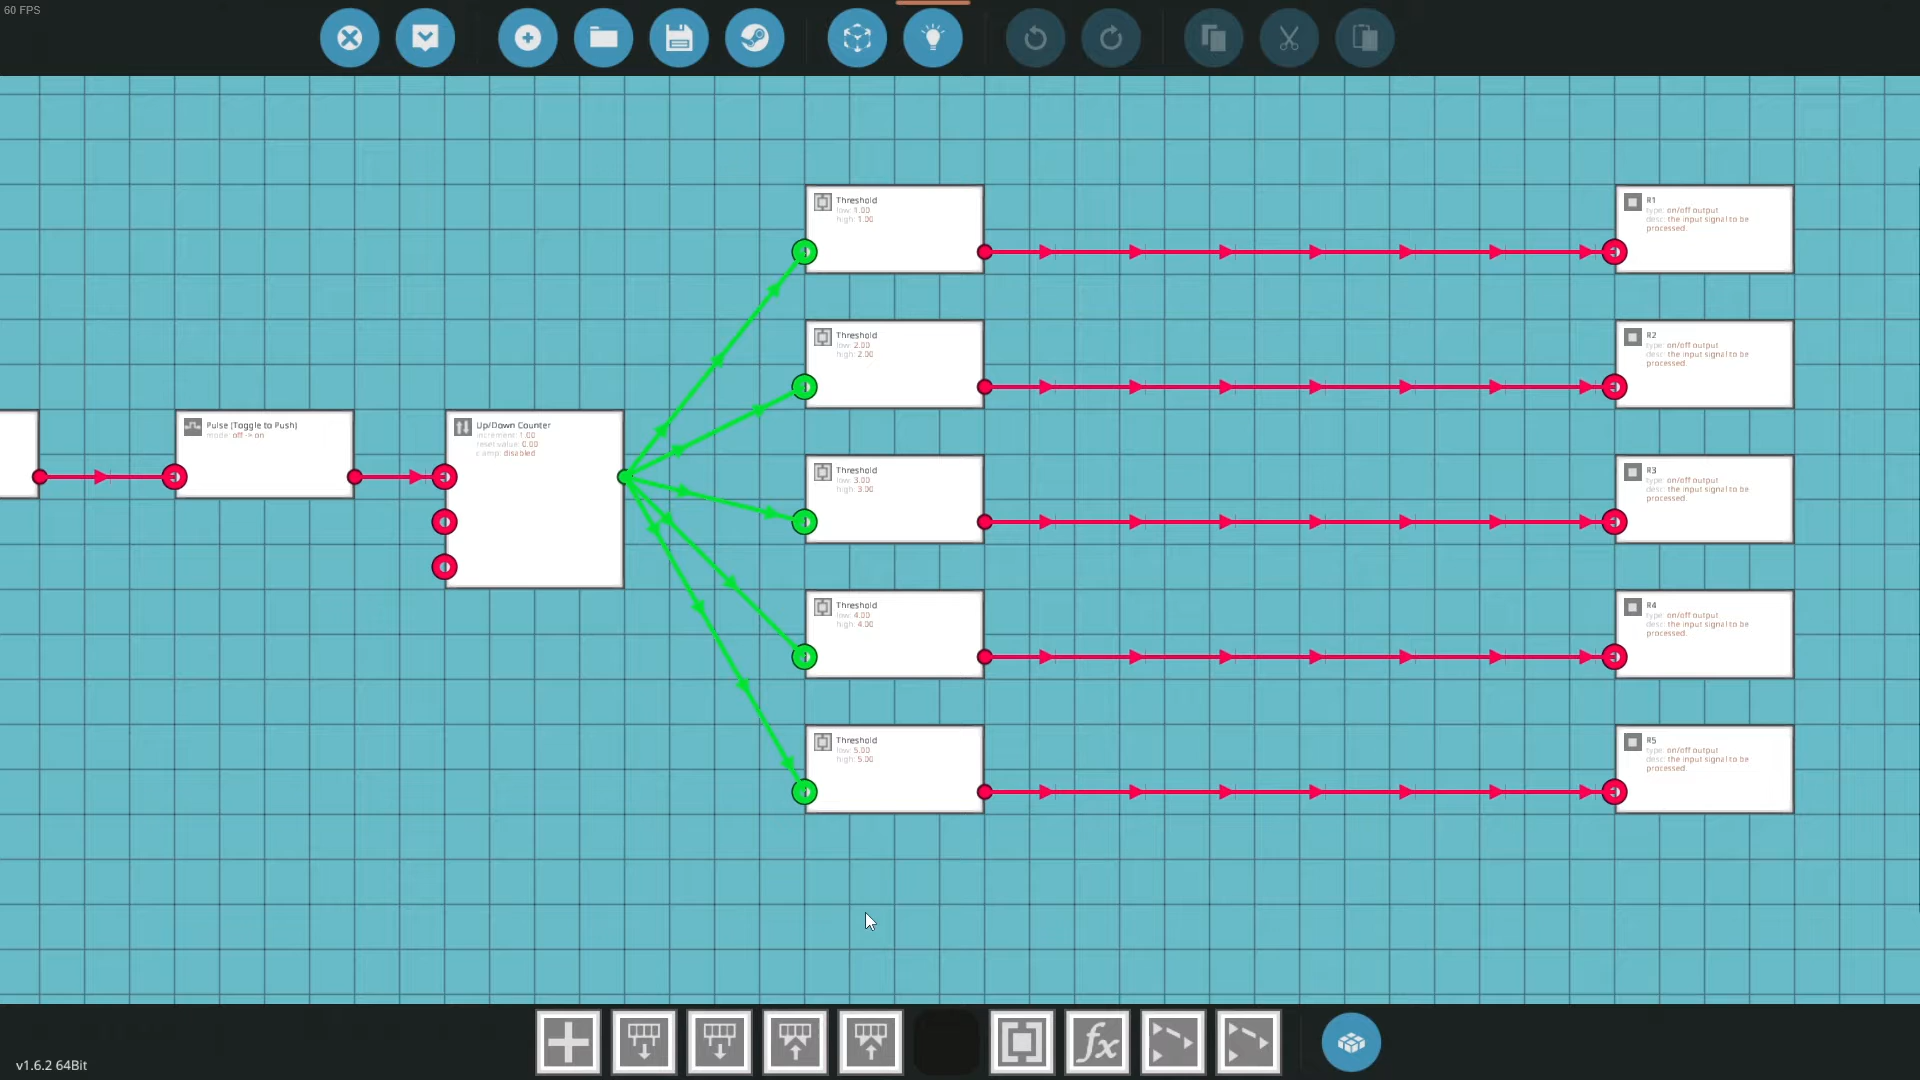 60 FPS
Threshold
low: 1.00
high: 1.00
R1
type: on/off output
desc: the input signal to be
processed.
Threshold
low: 2.00
high: 2.00
R2
type: on/off output
desc: the input signal to be
processed.
Pulse (Toggle to Push)
mode: off -> on
Up/Down Counter
increment: 1.00
reset value: 0.00
clamp: disabled
Threshold
low: 3.00
high: 3.00
R3
type: on/off output
desc: the input signal to be
processed.
Threshold
low: 4.00
high: 4.00
R4
type: on/off output
desc: the input signal to be
processed.
Threshold
low: 5.00
high: 5.00
R5
type: on/off output
desc: the input signal to be
processed.
fx
v1.6.2 64Bit